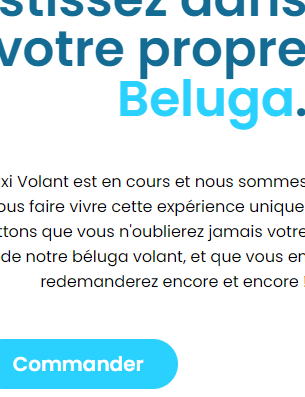 stissez dans
votre propre
Beluga.
xi Volant est en cours et nous sommes
ous faire vivre cette expérience unique
ttons que vous n'oublierez jamais votre
de notre béluga volant, et que vous en
redemanderez encore et encore !
Commander